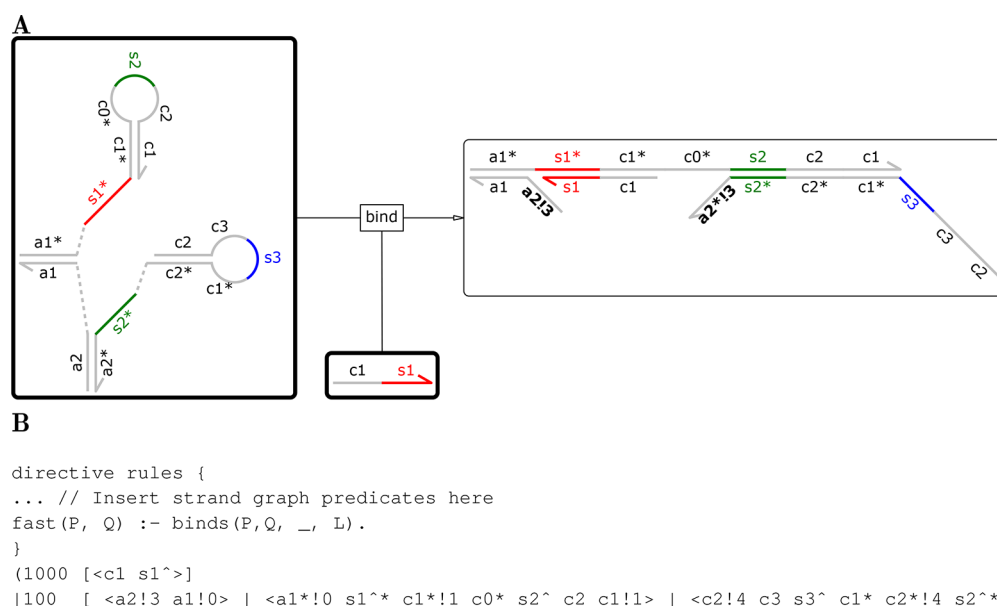 A
s2
c0*
c2
c1*
c1
s1*
a1*
a1
c3
c2
s3
c2*
c1*
s2*
a2
a2*
bind
c1
s1
a1*
s1*
c1*
c0*
s2
c2
c1
a1
s1
c1
s2*
c2*
c1*
a2!3
a2*!3
s3
c3
c2
B
directive rules {
... // Insert strand graph predicates here
fast(P, Q) :- binds(P,Q, _, L).
}
(1000 [<c1 s1^>]
|100 [ <a2!3 a1!0> | <a1*!0 s1^* c1*!1 c0* s2^ c2 c1!1> | <c2!4 c3 s3^ c1* c2*!4 s2^*